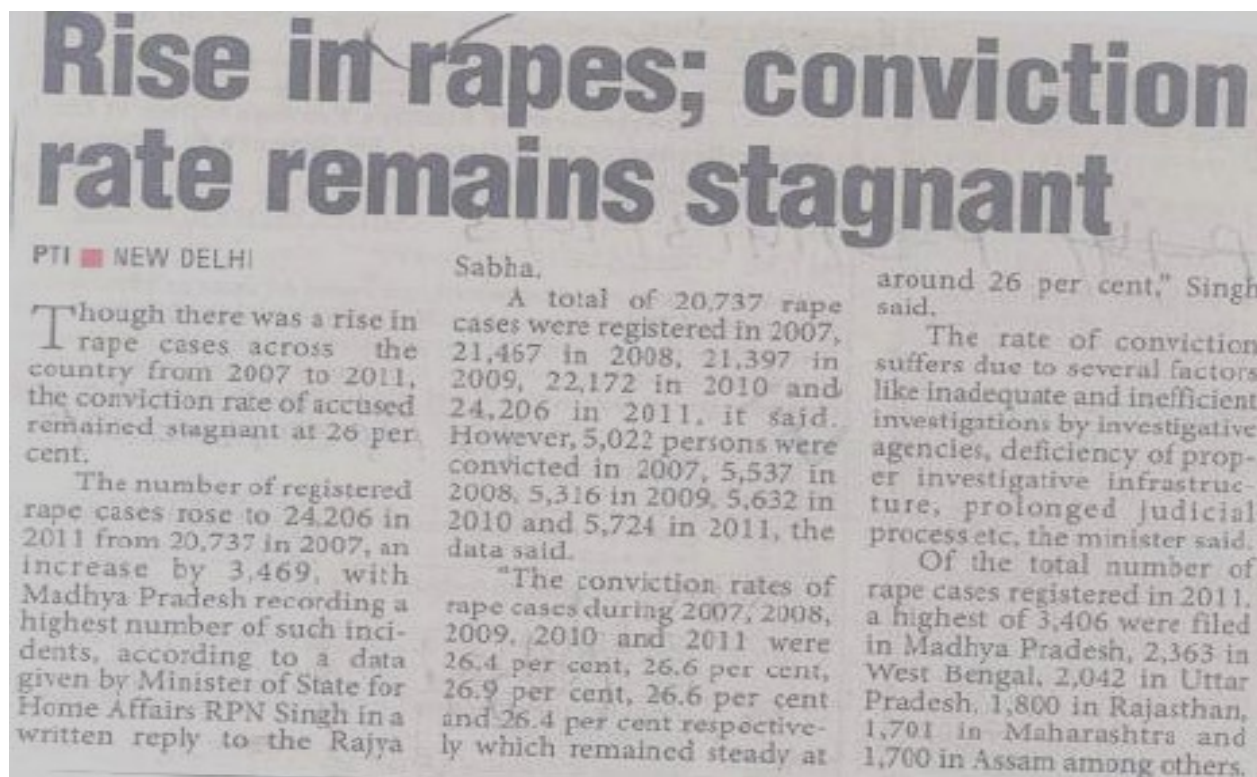 Rise in rapes; conviction
rate remains stagnant
PTI ■ NEW DELHI
Though there was a rise in
rape cases across the
country from 2007 to 2011,
the conviction rate of accused
remained stagnant at 26 per
cent.
The number of registered
rape cases rose to 24,206 in
2011 from 20,737 in 2007, an
increase by 3,469, with
Madhya Pradesh recording a
highest number of such inci-
dents, according to a data
given by Minister of State for
Home Affairs RPN Singh in a
written reply to the Rajya
Sabha.
A total of 20,737 rape
cases were registered in 2007,
21,467 in 2008, 21,397 in
2009, 22,172 in 2010 and
24,206 in 2011, it said.
However, 5,022 persons were
convicted in 2007, 5,537 in
2008, 5,316 in 2009, 5,632 in
2010 and 5,724 in 2011, the
data said.
"The conviction rates of
rape cases during 2007, 2008,
2009, 2010 and 2011 were
26.4 per cent, 26.6 per cent,
26.9 per cent, 26.6 per cent
and 26.4 per cent respective-
ly which remained steady at
around 26 per cent," Singh
said.
The rate of conviction
suffers due to several factors
like inadequate and inefficient
investigations by investigative
agencies, deficiency of prop-
er investigative infrastruc-
ture, prolonged judicial
process etc, the minister said.
Of the total number of
rape cases registered in 2011,
a highest of 3,406 were filed
in Madhya Pradesh, 2,363 in
West Bengal, 2,042 in Uttar
Pradesh, 1,800 in Rajasthan,
1,701 in Maharashtra and
1,700 in Assam among others.